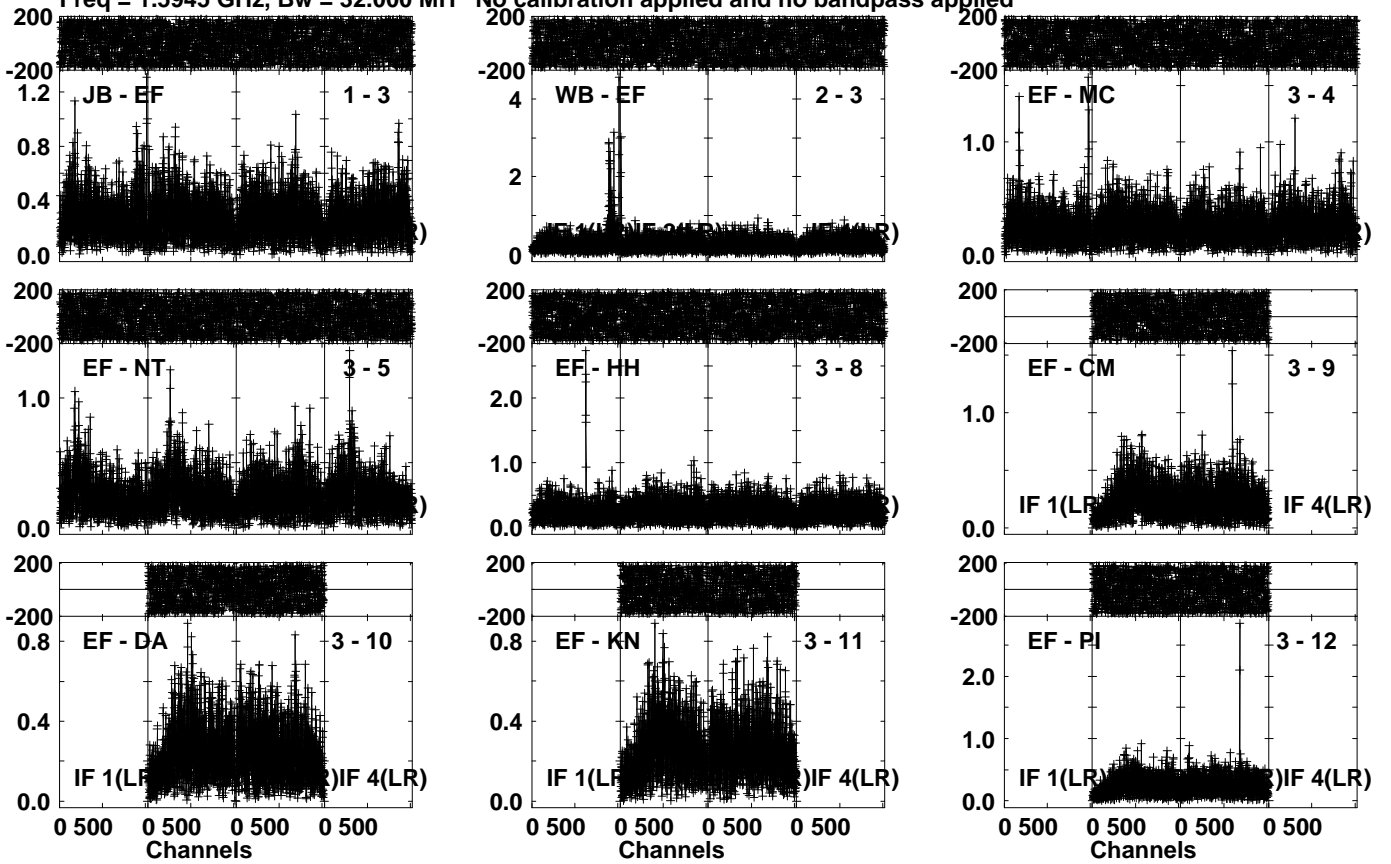 Freq = 1.5945 GHz, Bw = 32.000 MH No calibration applied and no bandpass applied
200 200 200
-200 -200 -200
JB - EF 1 - 3 WB - EF 2 - 3 EF - MC 3 - 4
1.2 4
0.8 1.0
2
0.4
0.0 0 0.0
IF 4(LR)
200 200 200
-200 -200 -200
EF - NT 3 - 5 EF - HH 3 - 8 EF - CM 3 - 9
1.0 2.0 1.0
1.0
IF 1(LR IF 4(LR)
0.0 0.0 0.0
200 200 200
-200 -200 -200
EF - DA 3 - 10 EF - KN 3 - 11 EF - PI 3 - 12
0.8 0.8 2.0
0.4 0.4 1.0
IF 1(LR IF 4(LR) IF 1(LR IF 4(LR) IF 1(LR) IF 4(LR)
0.0 0.0 0.0
0 500 0 500 0 500 0 500 0 500 0 500 0 500 0 500 0 500 0 500 0 500 0 500
Channels Channels Channels